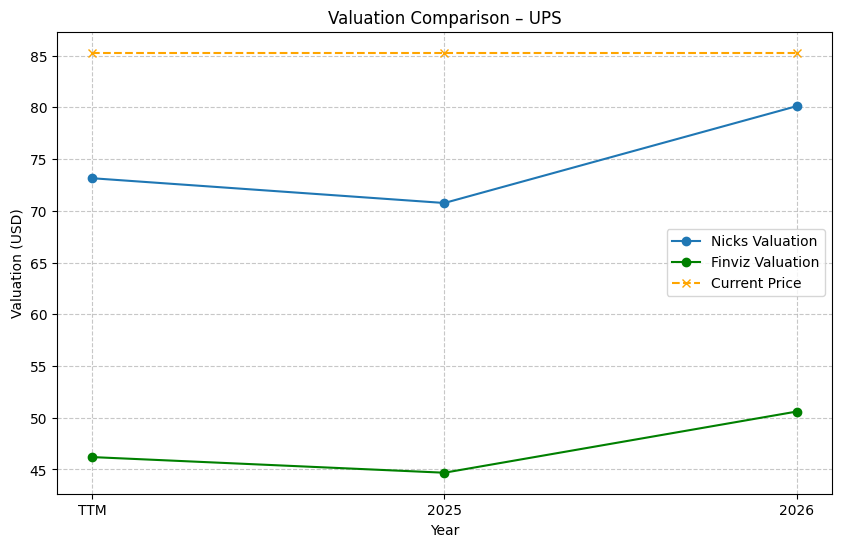 Valuation Comparison – UPS
Valuation (USD)
85
80
75
70
65
60
55
50
45
Nicks Valuation
Finviz Valuation
Current Price
TTM
2025
2026
Year